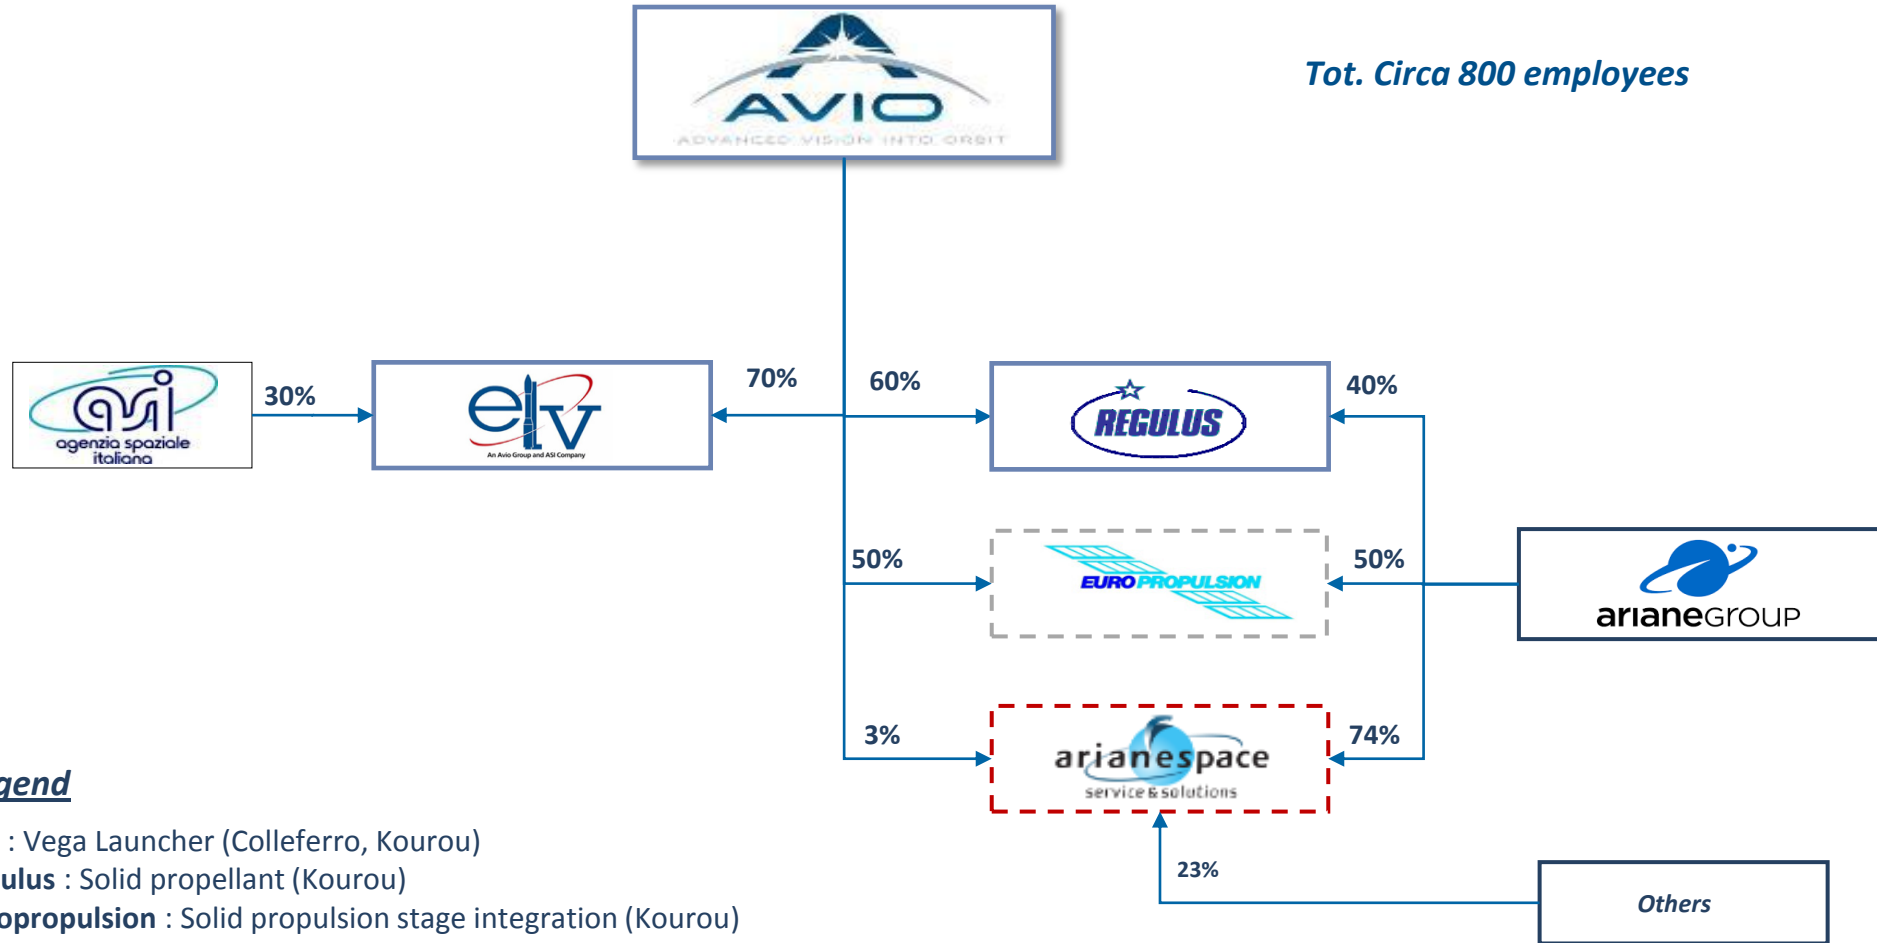 AVIO
ADVANCED VISION INTO ORBIT
Tot. Circa 800 employees
asi
agenzia spaziale
italiana
30%
elv
An Avio Group and ASI Company
70%
60%
REGULUS
40%
50%
EUROPROPULSION
50%
arianeGROUP
3%
arianespace
service & solutions
74%
23%
Others
gend
: Vega Launcher (Colleferro, Kourou)
ulus : Solid propellant (Kourou)
opropulsion : Solid propulsion stage integration (Kourou)